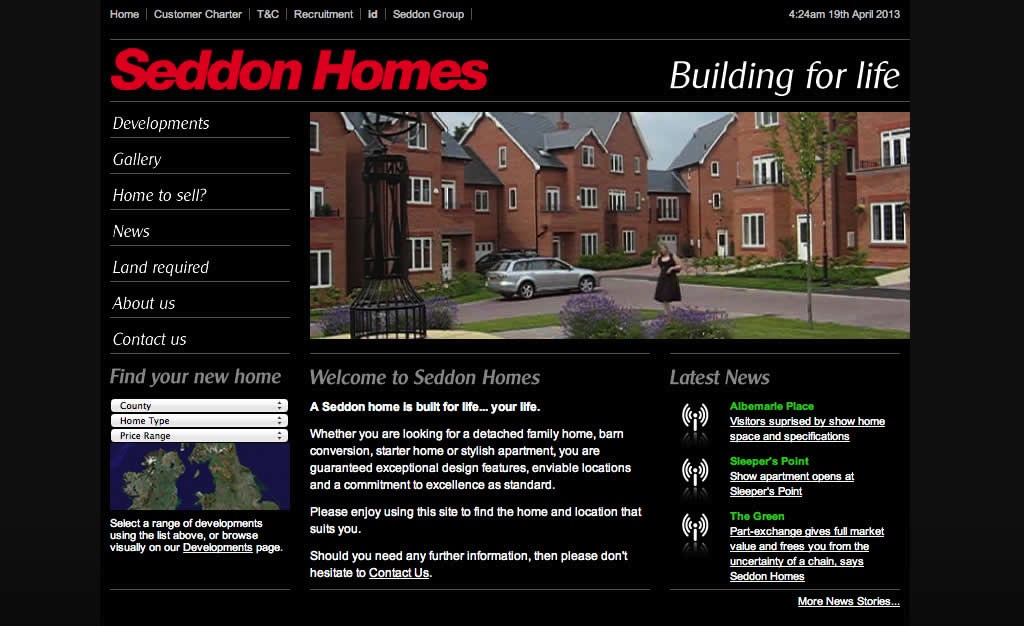 Home Customer Charter T&C Recruitment Id Seddon Group
4:24am 19th April 2013
Seddon Homes
Building for life
Developments
Gallery
Home to sell?
News
Land required
About us
Contact us
Find your new home
County
Home Type
Price Range
Select a range of developments
using the list above, or browse
visually on our Developments page.
Welcome to Seddon Homes
A Seddon home is built for life... your life.
Whether you are looking for a detached family home, barn
conversion, starter home or stylish apartment, you are
guaranteed exceptional design features, enviable locations
and a commitment to excellence as standard.
Please enjoy using this site to find the home and location that
suits you.
Should you need any further information, then please don't
hesitate to Contact Us.
Latest News
Albemarle Place
Visitors suprised by show home
space and specifications
Sleeper's Point
Show apartment opens at
Sleeper's Point
The Green
Part-exchange gives full market
value and frees you from the
uncertainty of a chain, says
Seddon Homes
More News Stories...